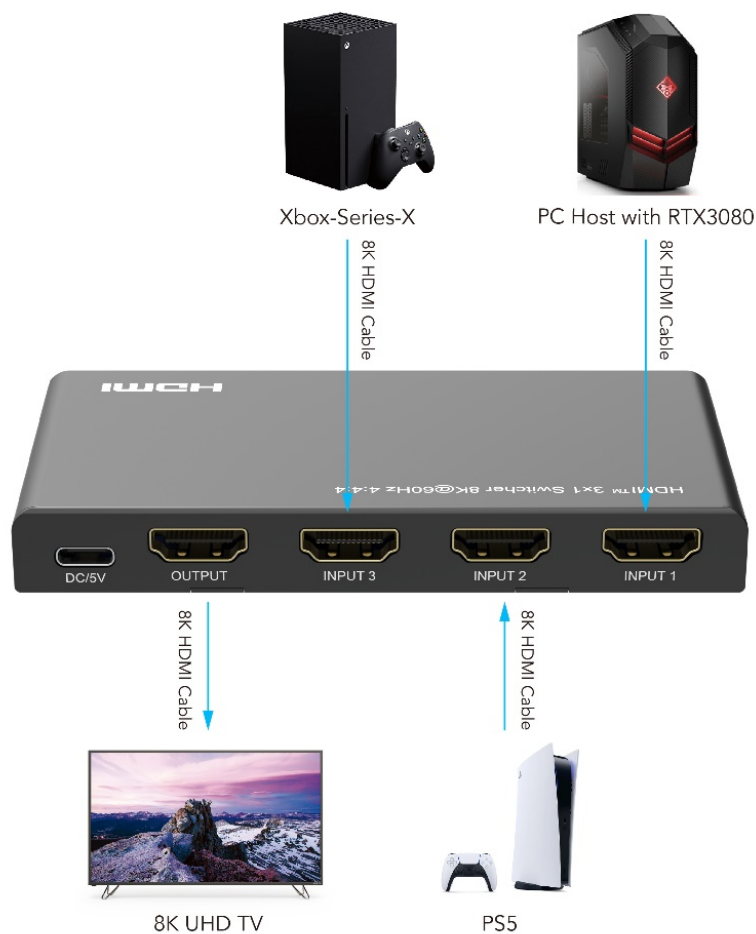 Xbox-Series-X
PC Host with RTX3080
8K HDMI Cable
8K HDMI Cable
HDMI
HDMI™ 3x1 Switcher 8K@60Hz 4:4:4
DC/5V
OUTPUT
INPUT 3
INPUT 2
INPUT 1
8K HDMI Cable
8K HDMI Cable
8K UHD TV
PS5